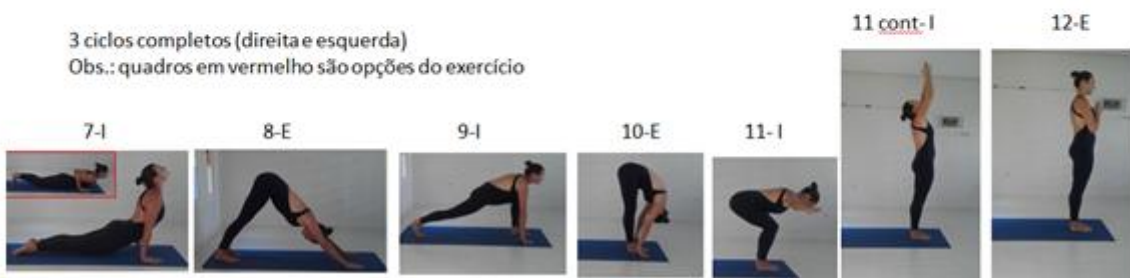 3 ciclos completos (direita e esquerda)
Obs.: quadros em vermelho são opções do exercício
7-I
8-E
9-I
10-E
11- I
11 cont- I
12-E